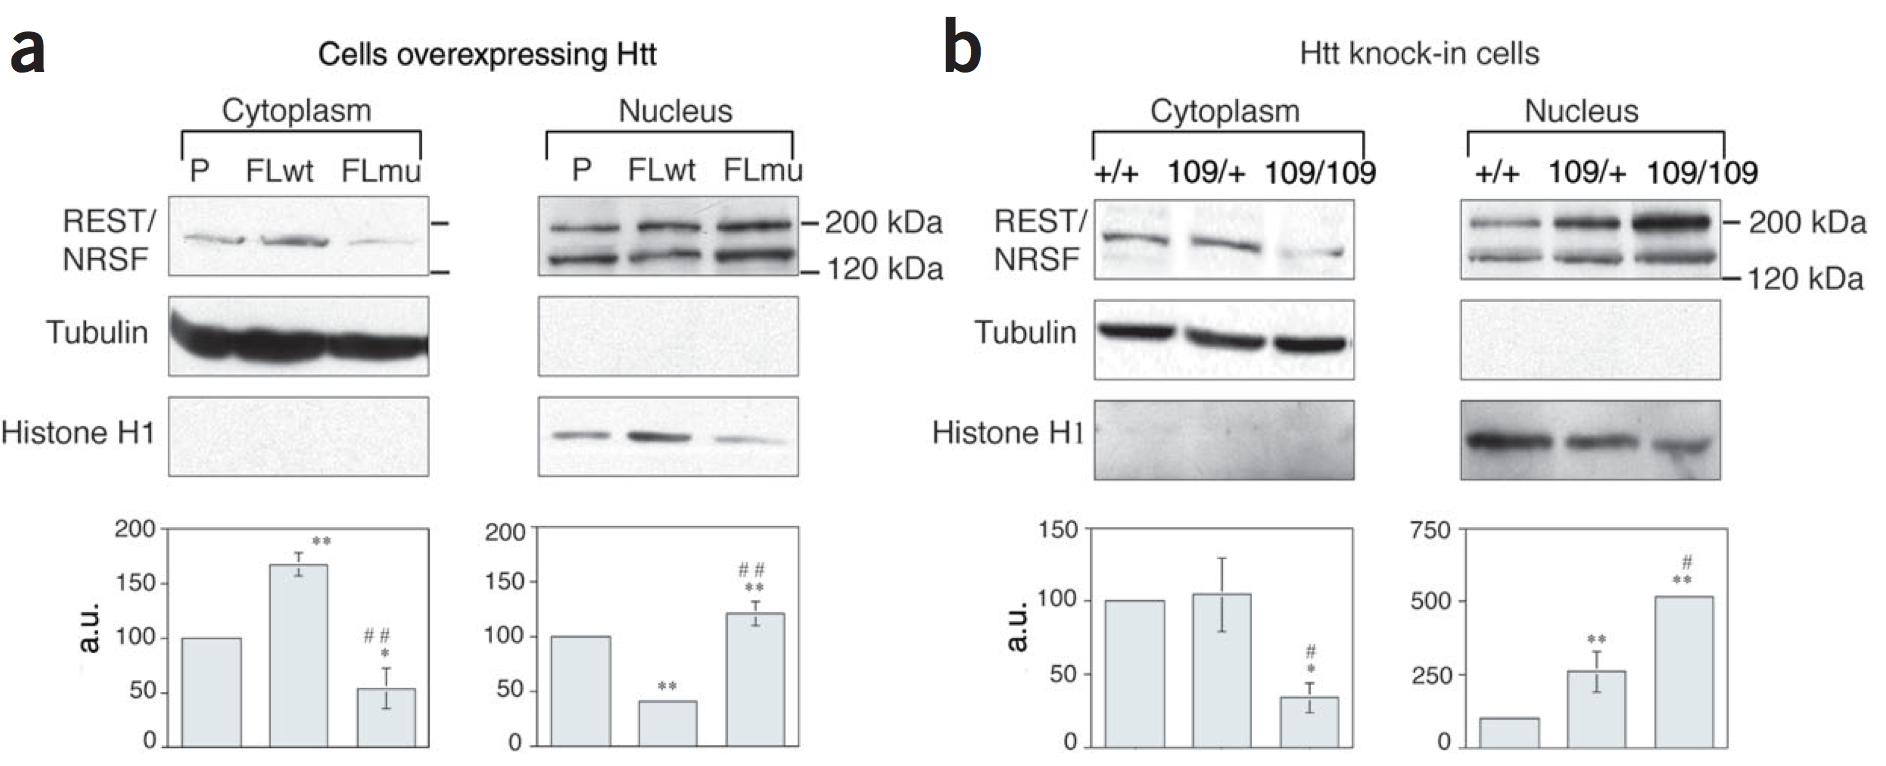 a
Cells overexpressing Htt
Cytoplasm
Nucleus
P FLwt FLmu
P FLwt FLmu
REST/
NRSF
200 kDa
120 kDa
Tubulin
Histone H1
a.u.
200
150
100
50
0
**
##
*
200
150
100
50
0
**
##
**
b
Htt knock-in cells
Cytoplasm
Nucleus
+/+ 109/+ 109/109
+/+ 109/+ 109/109
REST/
NRSF
200 kDa
120 kDa
Tubulin
Histone H1
a.u.
150
100
50
0
#
*
750
500
250
0
**
#
**